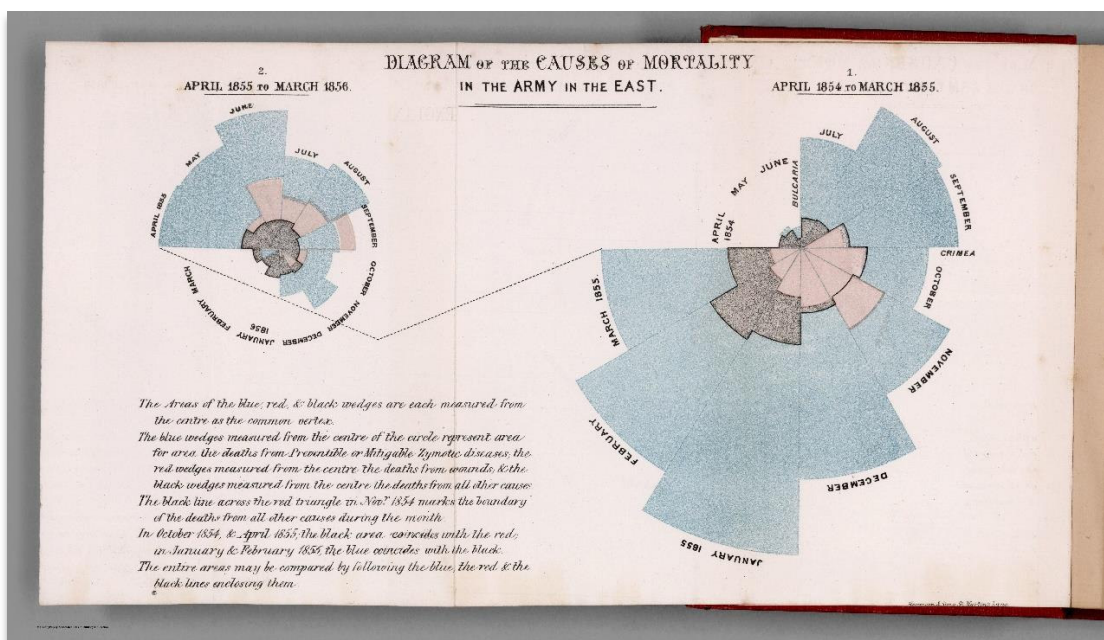 DIAGRAM OF THE CAUSES OF MORTALITY
IN THE ARMY IN THE EAST.
2.
APRIL 1855 TO MARCH 1856.
1.
APRIL 1854 TO MARCH 1855.
APRIL 1855
MAY
JUNE
JULY
AUGUST
SEPTEMBER
OCTOBER
NOVEMBER
DECEMBER
JANUARY
1856
FEBRUARY
MARCH
APRIL
1854
MAY
JUNE
JULY
AUGUST
SEPTEMBER
OCTOBER
NOVEMBER
DECEMBER
JANUARY 1855
FEBRUARY
MARCH 1855.
BULGARIA
CRIMEA
The Areas of the blue, red, & black wedges are each measured from
the centre as the common vertex.
The blue wedges measured from the centre of the circle represent area
for area the deaths from Preventible or Mitigable Zymotic diseases; the
red wedges measured from the centre the deaths from wounds; & the
black wedges measured from the centre the deaths from all other causes
The black line across the red triangle in Novr. 1854 marks the boundary
of the deaths from all other causes during the month
In October 1854, & April 1855; the black area coincides with the red;
in January & February 1856, the blue coincides with the black.
The entire areas may be compared by following the blue, the red & the
black lines enclosing them